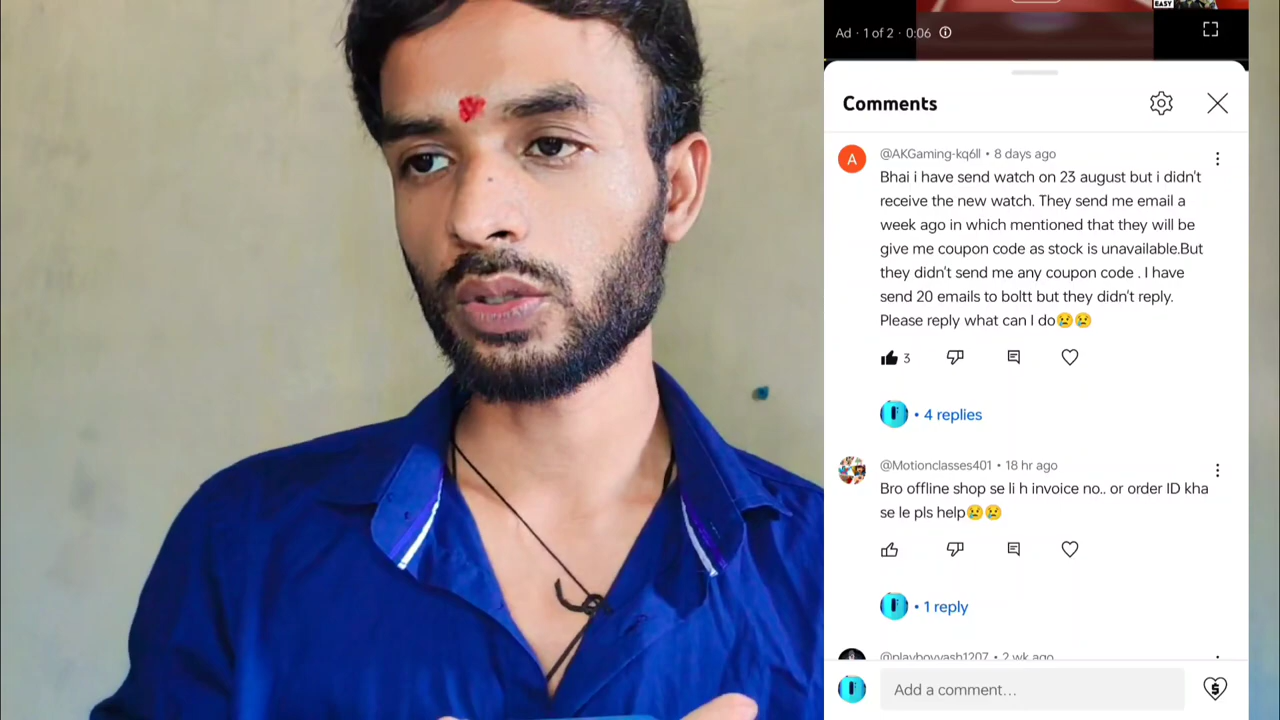 EASY
Ad · 1 of 2 · 0:06
Comments
A
@AKGaming-kq6ll • 8 days ago
Bhai i have send watch on 23 august but i didn't
receive the new watch. They send me email a
week ago in which mentioned that they will be
give me coupon code as stock is unavailable.But
they didn't send me any coupon code . I have
send 20 emails to boltt but they didn't reply.
Please reply what can I do😢😢
3
• 4 replies
@Motionclasses401 • 18 hr ago
Bro offline shop se li h invoice no.. or order ID kha
se le pls help😢😢
• 1 reply
@playboyyash1207 • 2 wk ago
Add a comment...